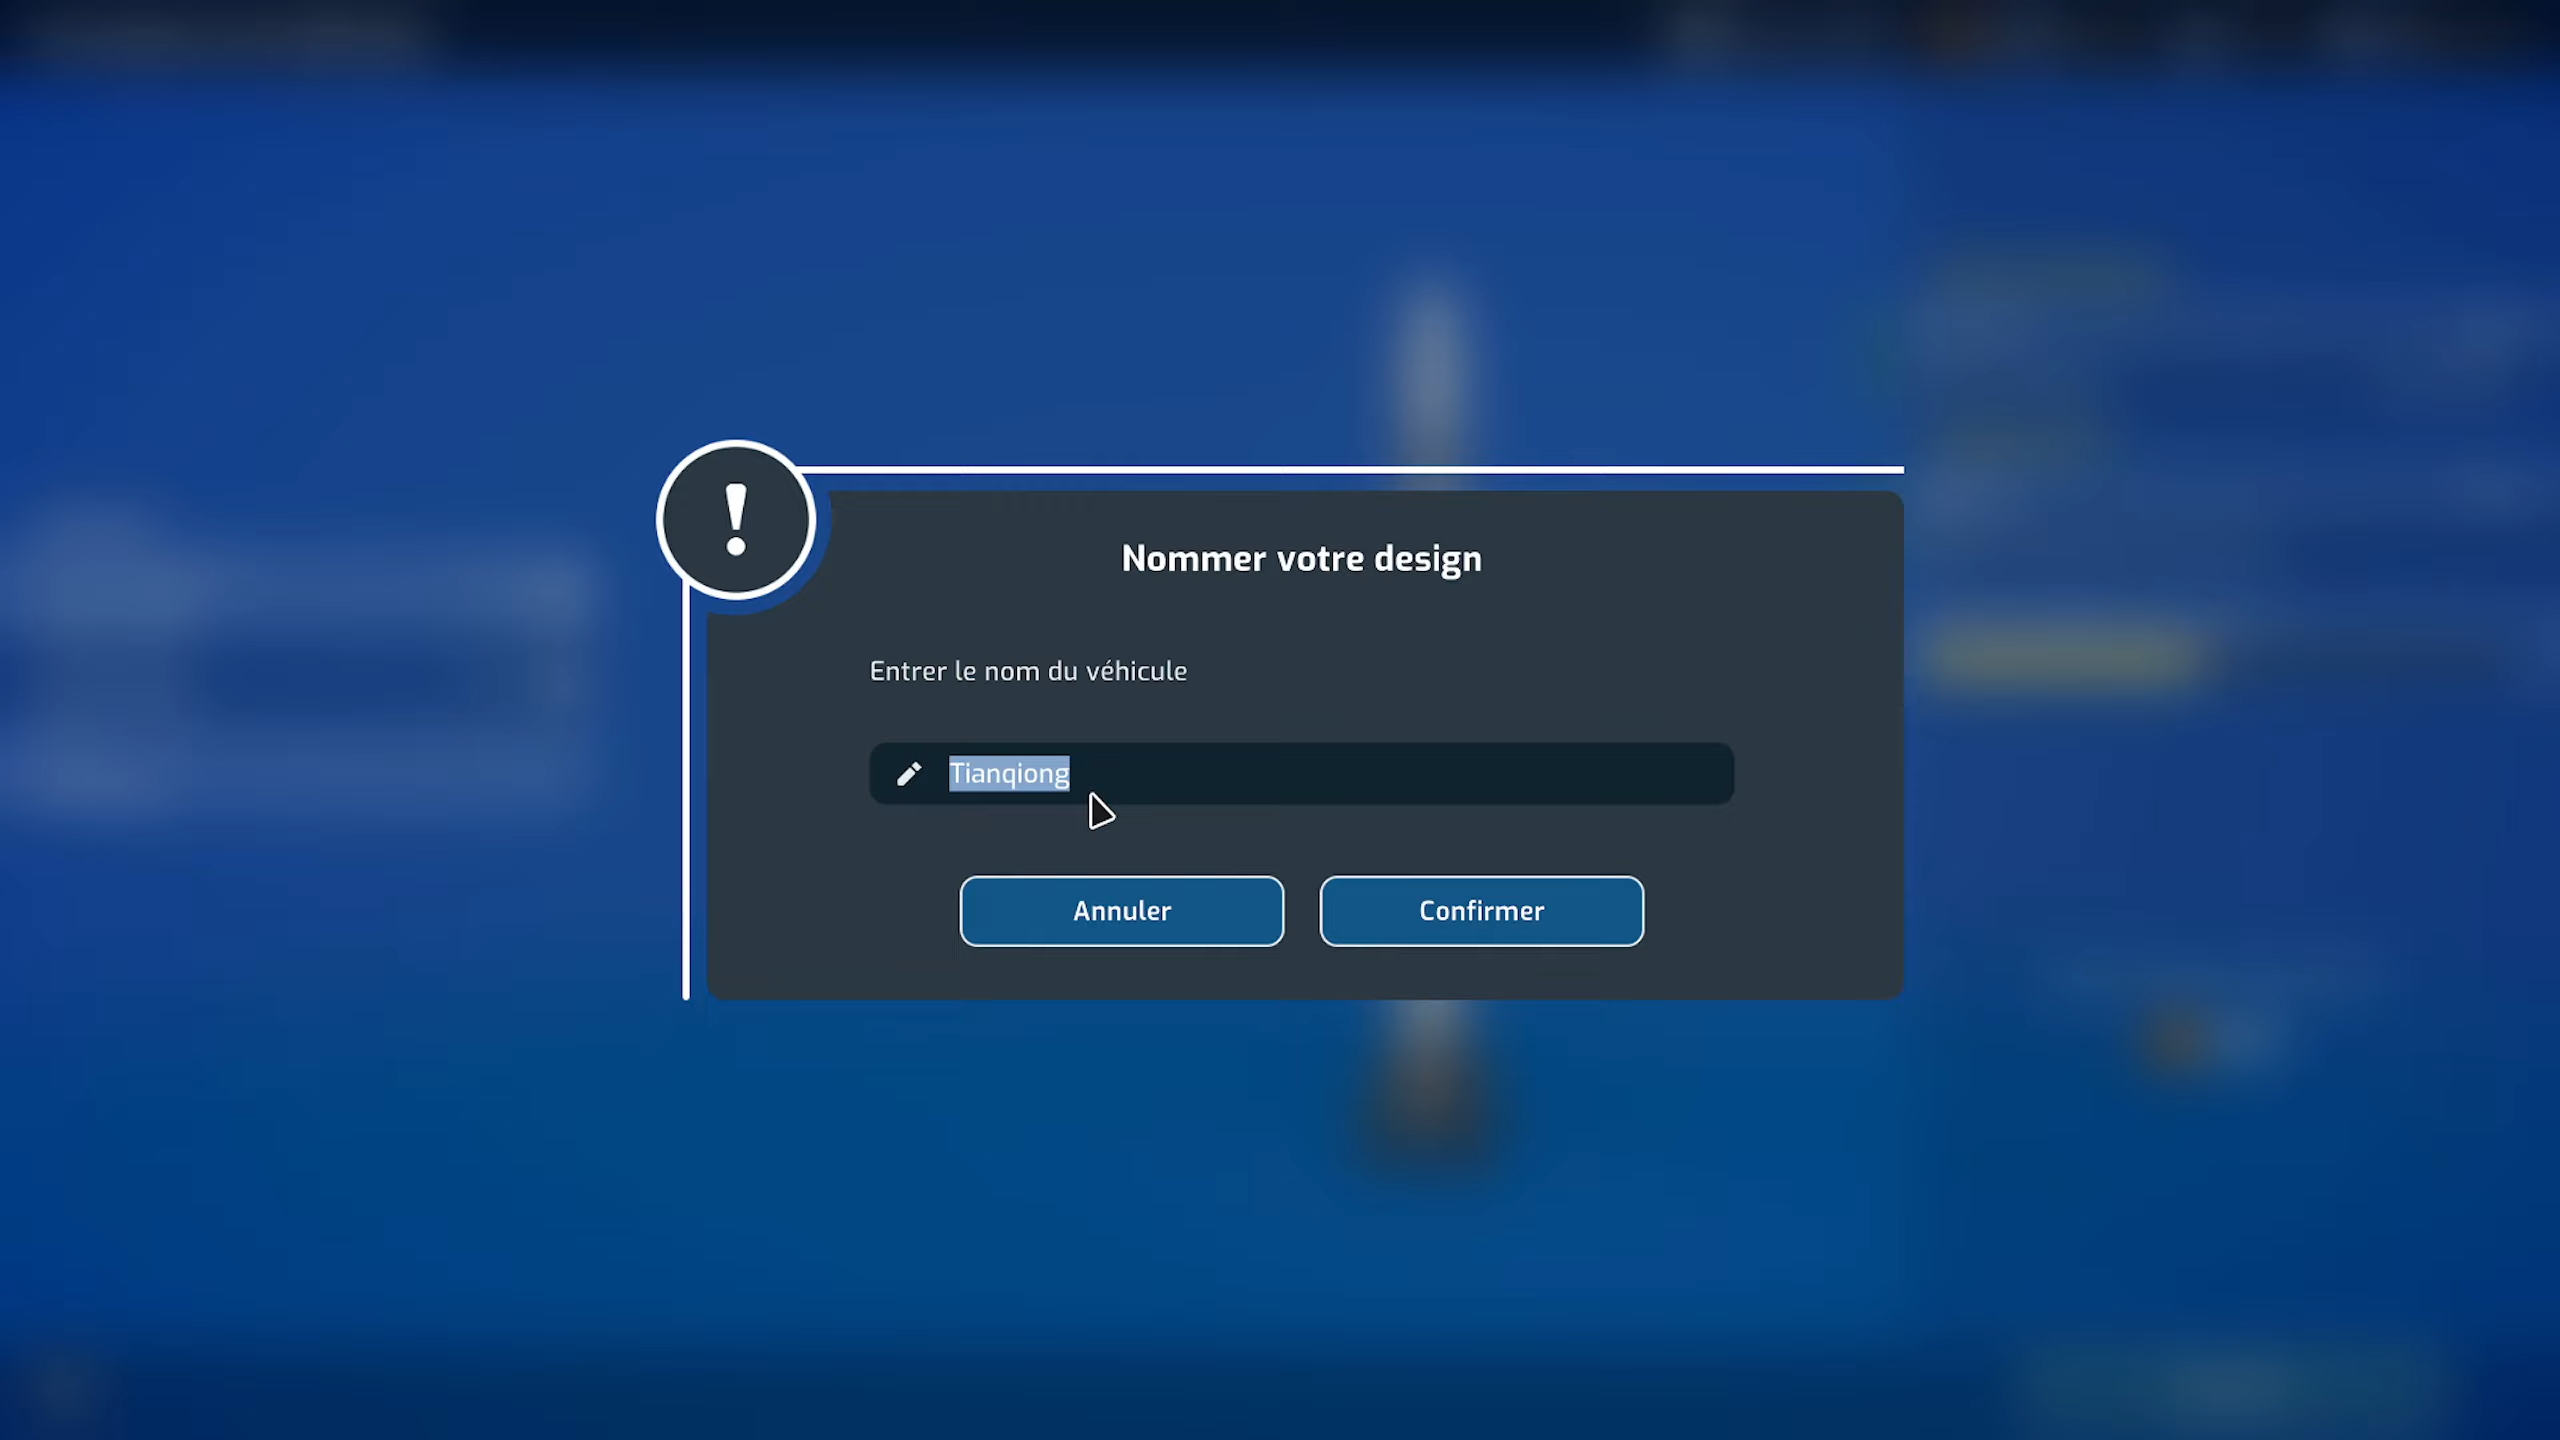 !
Nommer votre design
Entrer le nom du véhicule
Tianqiong
Annuler
Confirmer